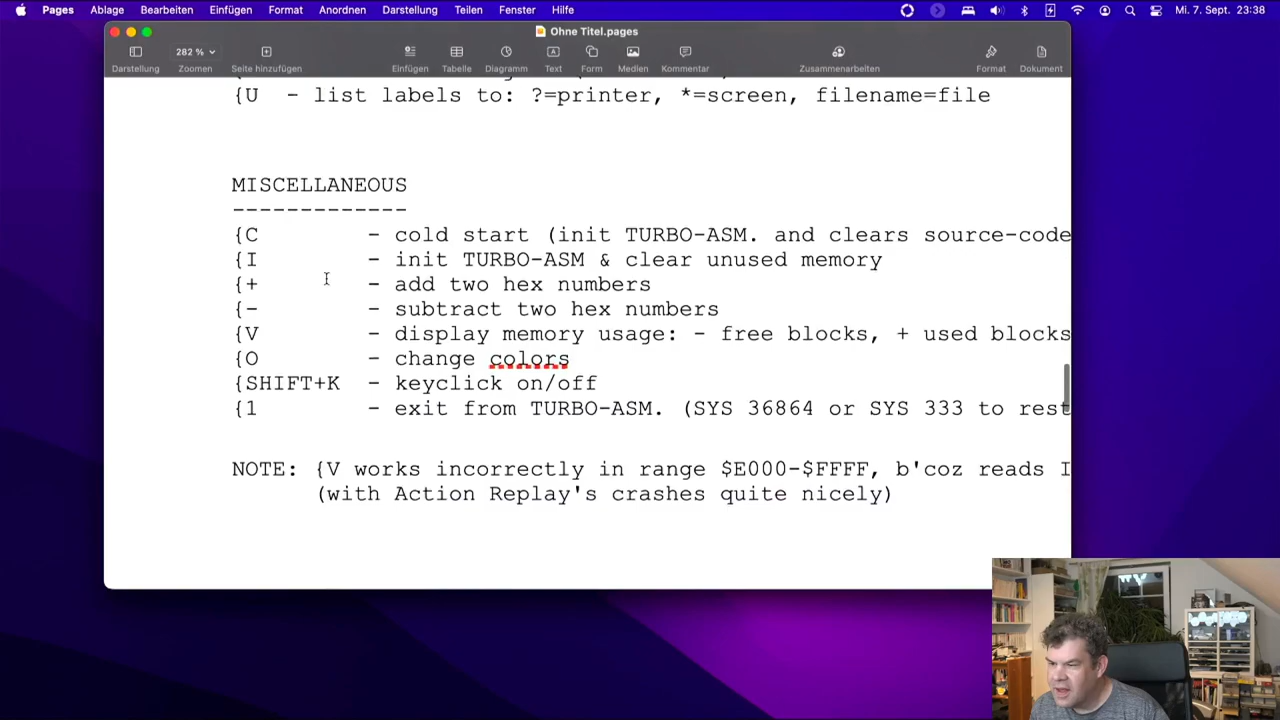 Pages Ablage Bearbeiten Einfügen Format Anordnen Darstellung Teilen Fenster Hilfe Mi. 7. Sept. 23:38
Ohne Titel.pages
282 %
Darstellung Zoomen Seite hinzufügen Einfügen Tabelle Diagramm Text Form Medien Kommentar Zusammenarbeiten Format Dokument
{U - list labels to: ?=printer, *=screen, filename=file
MISCELLANEOUS
-------------
{C - cold start (init TURBO-ASM. and clears source-code
{I - init TURBO-ASM & clear unused memory
{+ - add two hex numbers
{- - subtract two hex numbers
{V - display memory usage: - free blocks, + used blocks
{O - change colors
{SHIFT+K - keyclick on/off
{1 - exit from TURBO-ASM. (SYS 36864 or SYS 333 to rest
NOTE: {V works incorrectly in range $E000-$FFFF, b'coz reads I
(with Action Replay's crashes quite nicely)